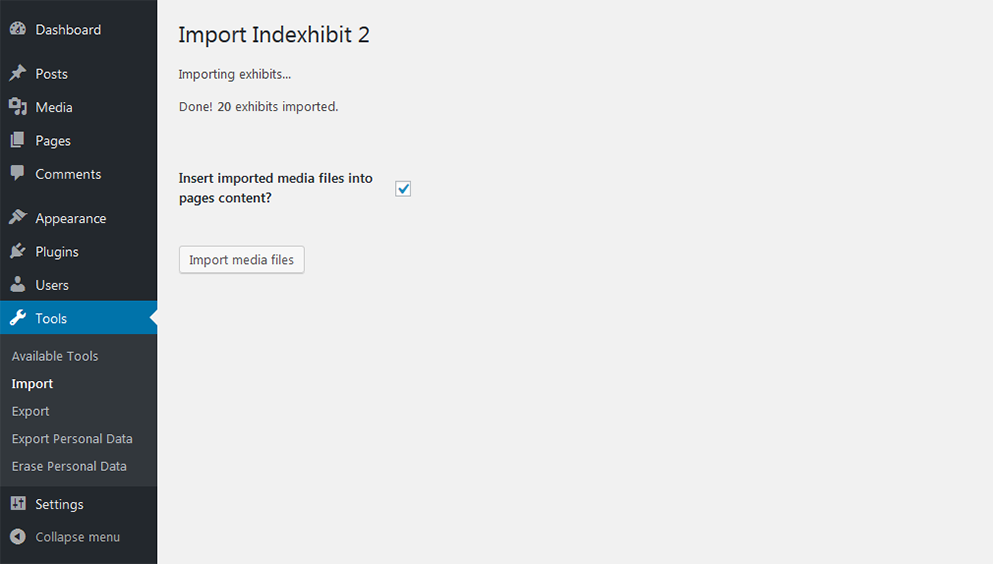 Dashboard
Posts
Media
Pages
Comments
Appearance
Plugins
Users
Tools
Available Tools
Import
Export
Export Personal Data
Erase Personal Data
Settings
Collapse menu
Import Indexhibit 2
Importing exhibits...
Done! 20 exhibits imported.
Insert imported media files into
pages content?
Import media files